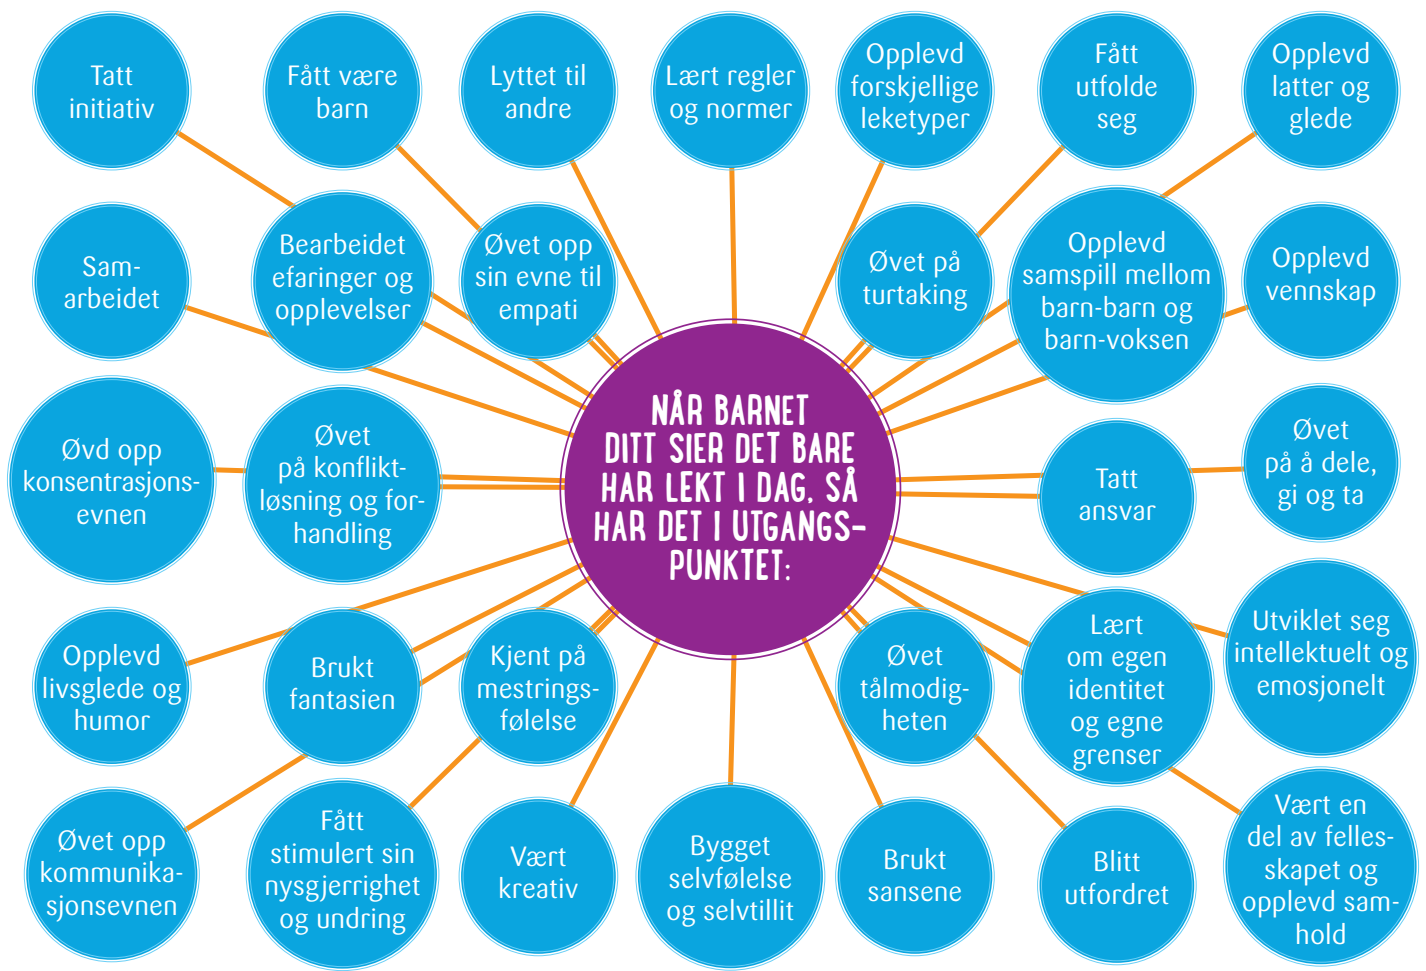 Tatt
initiativ
Fått være
barn
Lyttet til
andre
Lært regler
og normer
Opplevd
forskjellige
leketyper
Fått
utfolde
seg
Opplevd
latter og
glede
Sam-
arbeidet
Bearbeidet
efaringer og
opplevelser
Øvet opp
sin evne til
empati
Øvet på
turtaking
Opplevd
samspill mellom
barn-barn og
barn-voksen
Opplevd
vennskap
NÅR BARNET
DITT SIER DET BARE
HAR LEKT I DAG, SÅ
HAR DET I UTGANGS-
PUNKTET:
Øvd opp
konsentrasjons-
evnen
Øvet
på konflikt-
løsning og for-
handling
Tatt
ansvar
Øvet
på å dele,
gi og ta
Opplevd
livsglede og
humor
Brukt
fantasien
Kjent på
mestrings-
følelse
Øvet
tålmodig-
heten
Lært
om egen
identitet
og egne
grenser
Utviklet seg
intellektuelt og
emosjonelt
Øvet opp
kommunika-
sjonsevnen
Fått
stimulert sin
nysgjerrighet
og undring
Vært
kreativ
Bygget
selvfølelse
og selvtillit
Brukt
sansene
Blitt
utfordret
Vært en
del av felles-
skapet og
opplevd sam-
hold